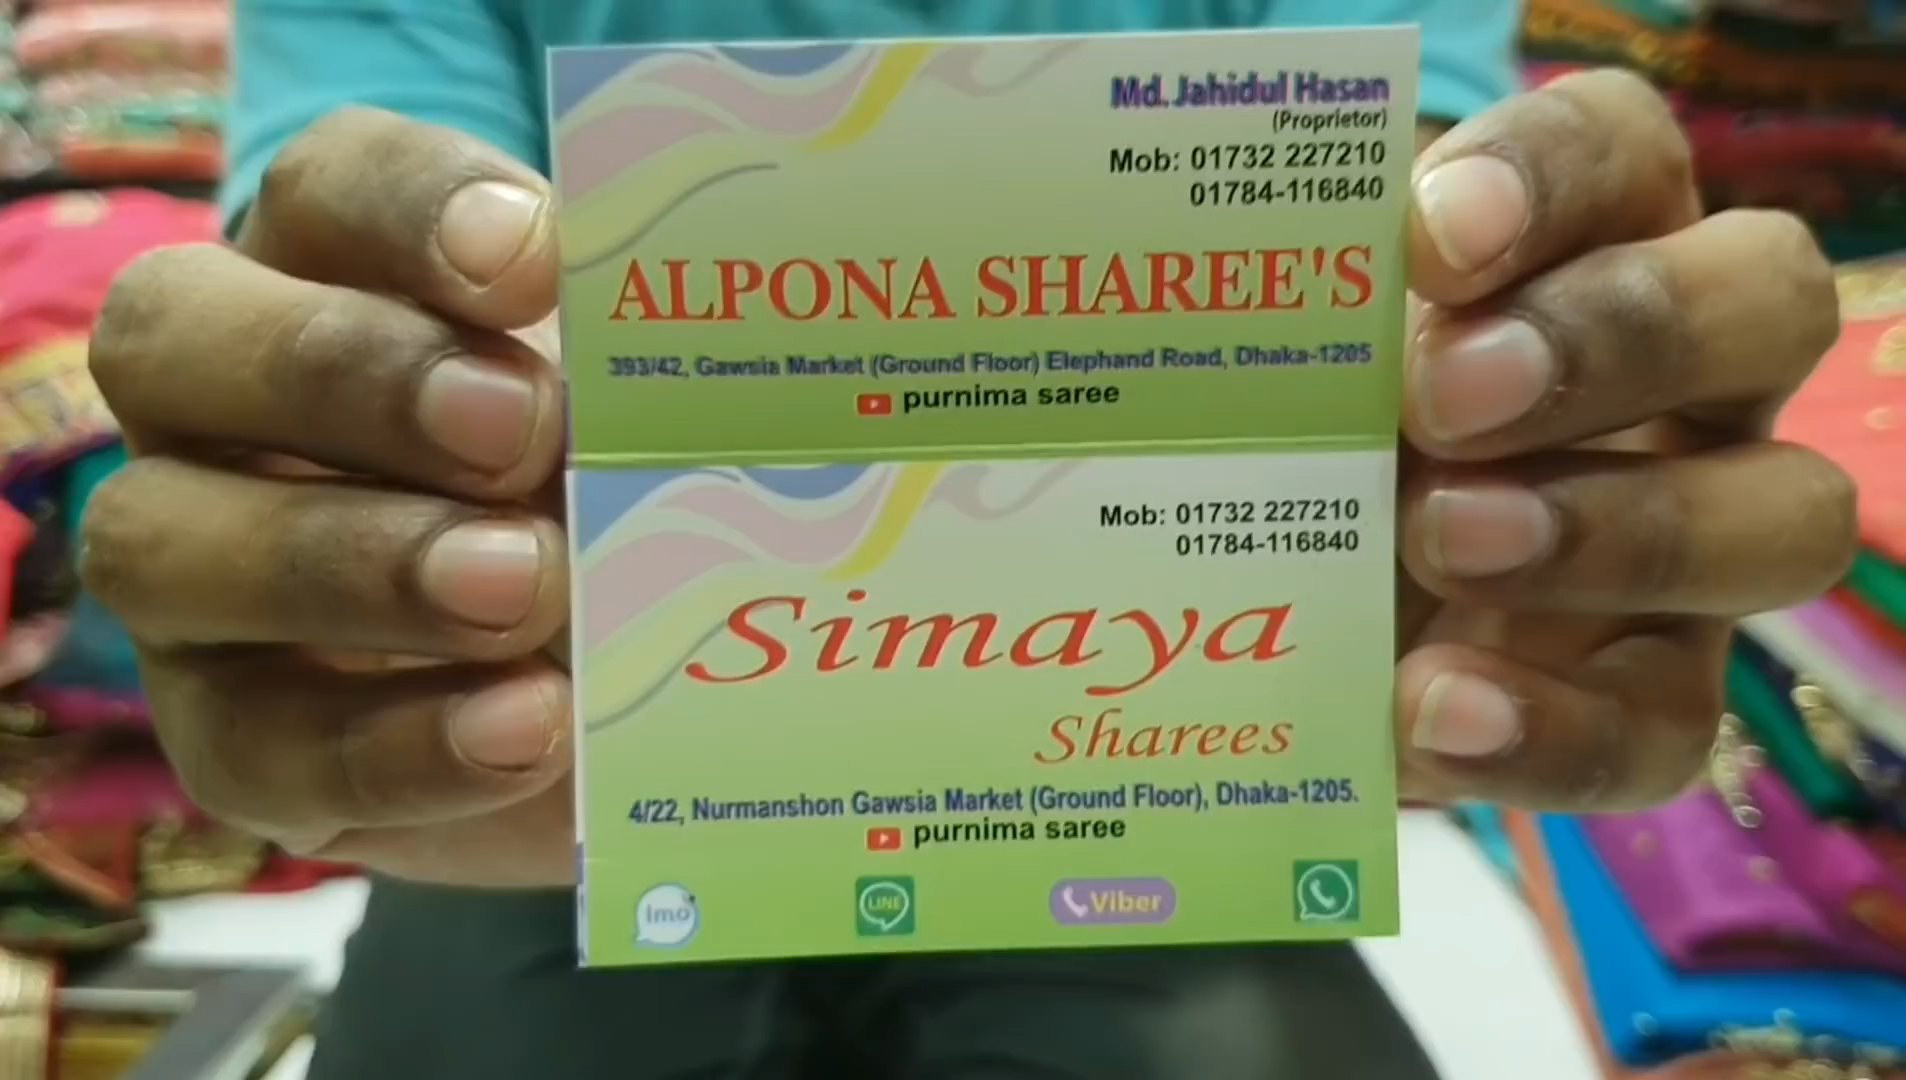 Md. Jahidul Hasan
(Proprietor)
Mob: 01732 227210
01784-116840
ALPONA SHAREE'S
393/42, Gawsia Market (Ground Floor) Elephand Road, Dhaka-1205
purnima saree
Mob: 01732 227210
01784-116840
Simaya
Sharees
4/22, Nurmanshon Gawsia Market (Ground Floor), Dhaka-1205.
purnima saree
Imo LINE Viber